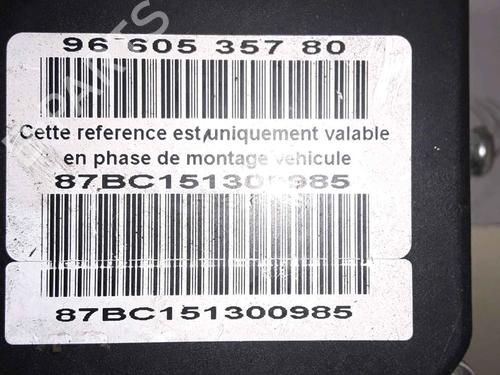 96 605 357 80
Cette reference est uniquement valable
en phase de montage vehicule
87BC151300985
87BC151300985